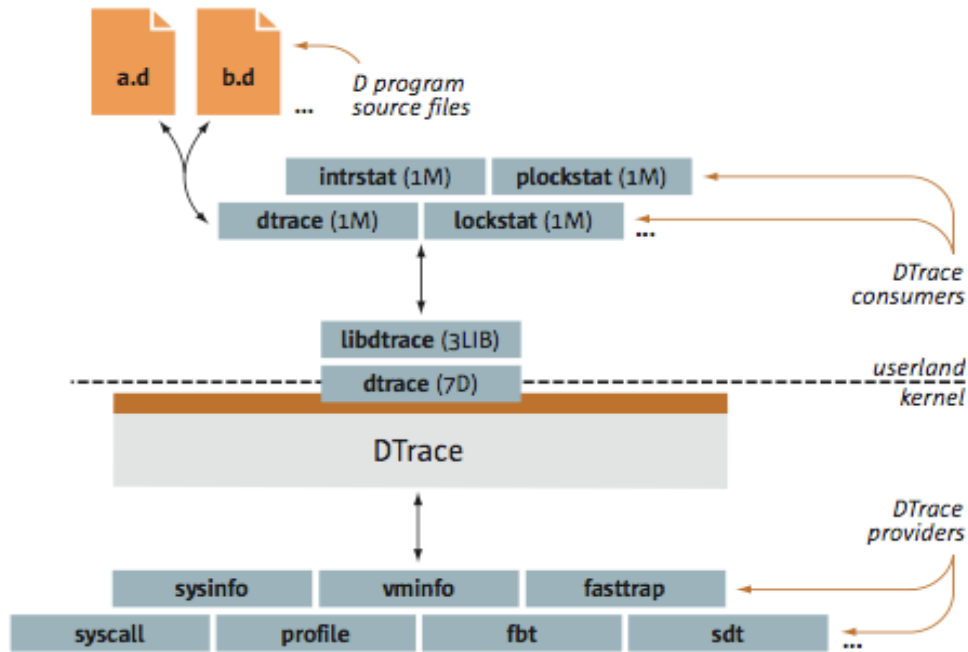 a.d
b.d
...
D program
source files
intrstat (1M)
plockstat (1M)
dtrace (1M)
lockstat (1M)
...
DTrace
consumers
libdtrace (3LIB)
dtrace (7D)
userland
kernel
DTrace
DTrace
providers
sysinfo
vminfo
fasttrap
syscall
profile
fbt
sdt
...